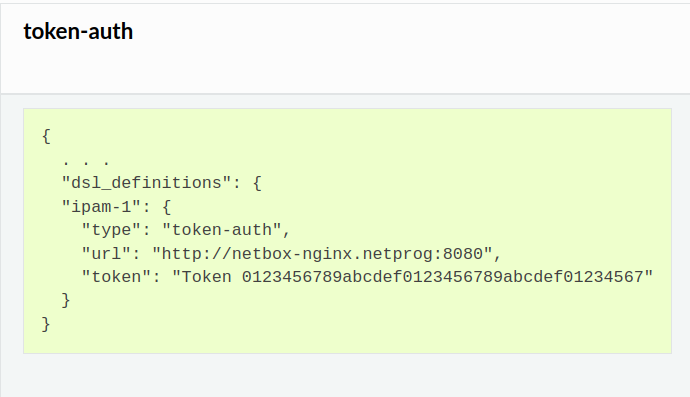 token-auth
{
  . . .
  "dsl_definitions": {
  "ipam-1": {
    "type": "token-auth",
    "url": "http://netbox-nginx.netprog:8080",
    "token": "Token 0123456789abcdef0123456789abcdef01234567"
  }
}